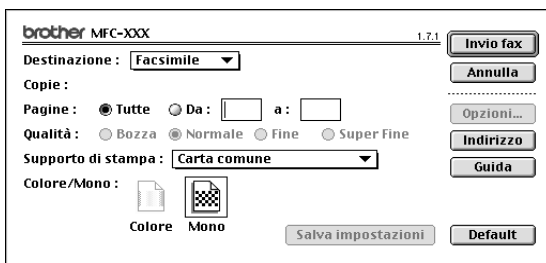 brother MFC-XXX 1.7.1
Invio fax
Destinazione : Facsimile
Annulla
Copie :
Pagine : Tutte Da : a :
Opzioni...
Qualità : Bozza Normale Fine Super Fine
Indirizzo
Supporto di stampa : Carta comune
Guida
Colore/Mono :
Colore Mono
Salva impostazioni
Default